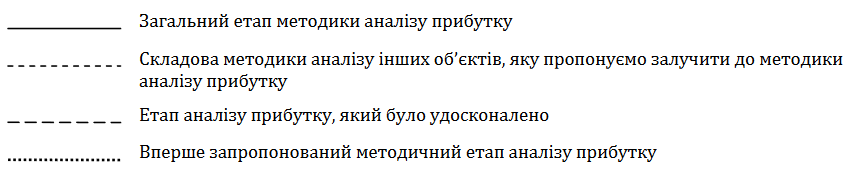 Загальний етап методики аналізу прибутку
Складова методики аналізу інших об’єктів, яку пропонуємо залучити до методики
аналізу прибутку
Етап аналізу прибутку, який було удосконалено
Вперше запропонований методичний етап аналізу прибутку